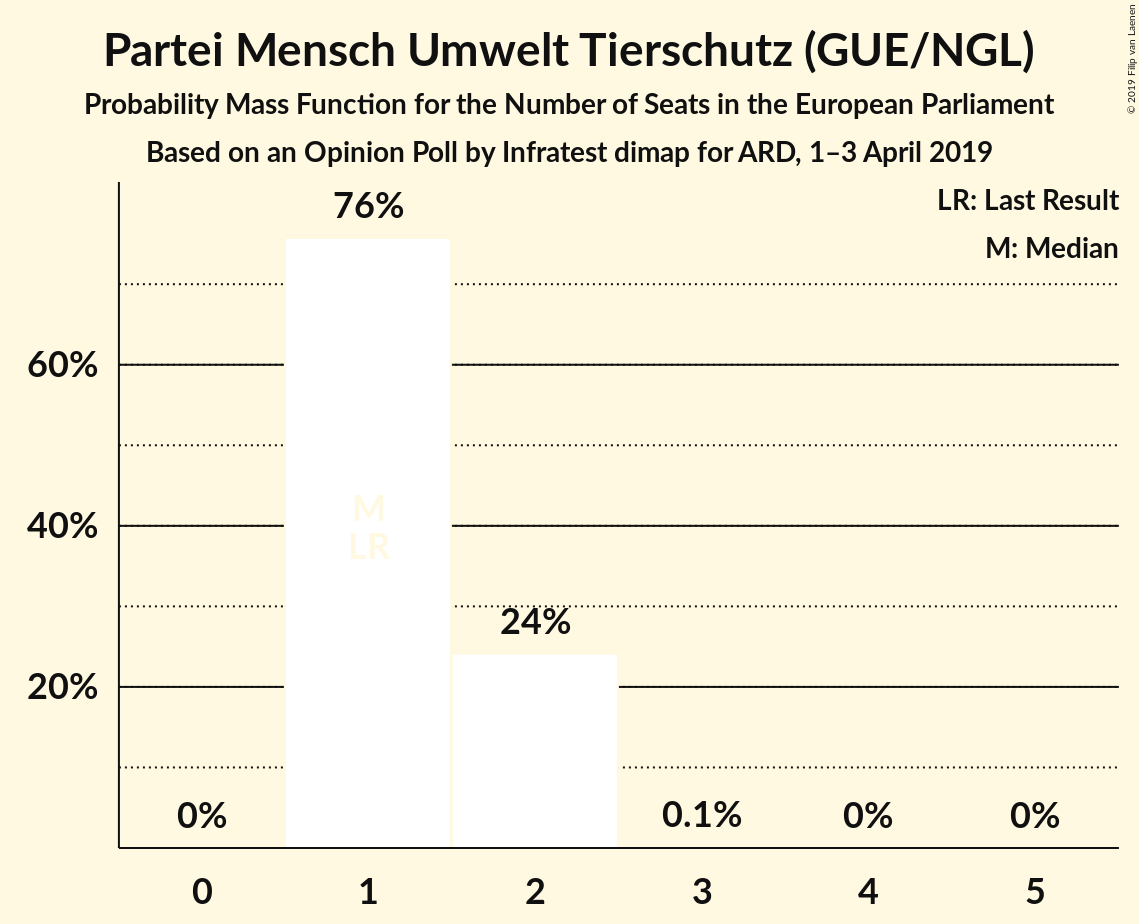 Partei Mensch Umwelt Tierschutz (GUE/NGL)
Probability Mass Function for the Number of Seats in the European Parliament
Based on an Opinion Poll by Infratest dimap for ARD, 1–3 April 2019
© 2019 Filip van Laenen
LR: Last Result
M: Median
76%
60%
40%
20%
M
LR
24%
0%
0.1%
0%
0%
0 1 2 3 4 5